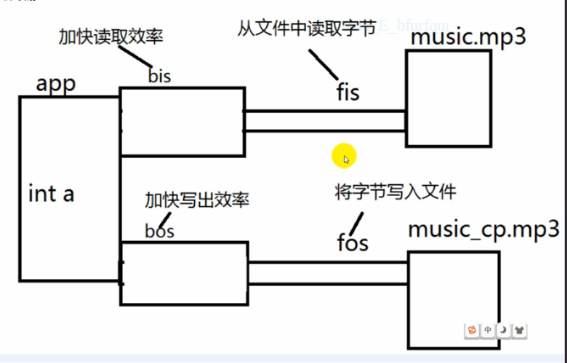 加快读取效率
从文件中读取字节
music.mp3
app
bis
fis
int a
加快写出效率
将字节写入文件
bos
fos
music_cp.mp3
中